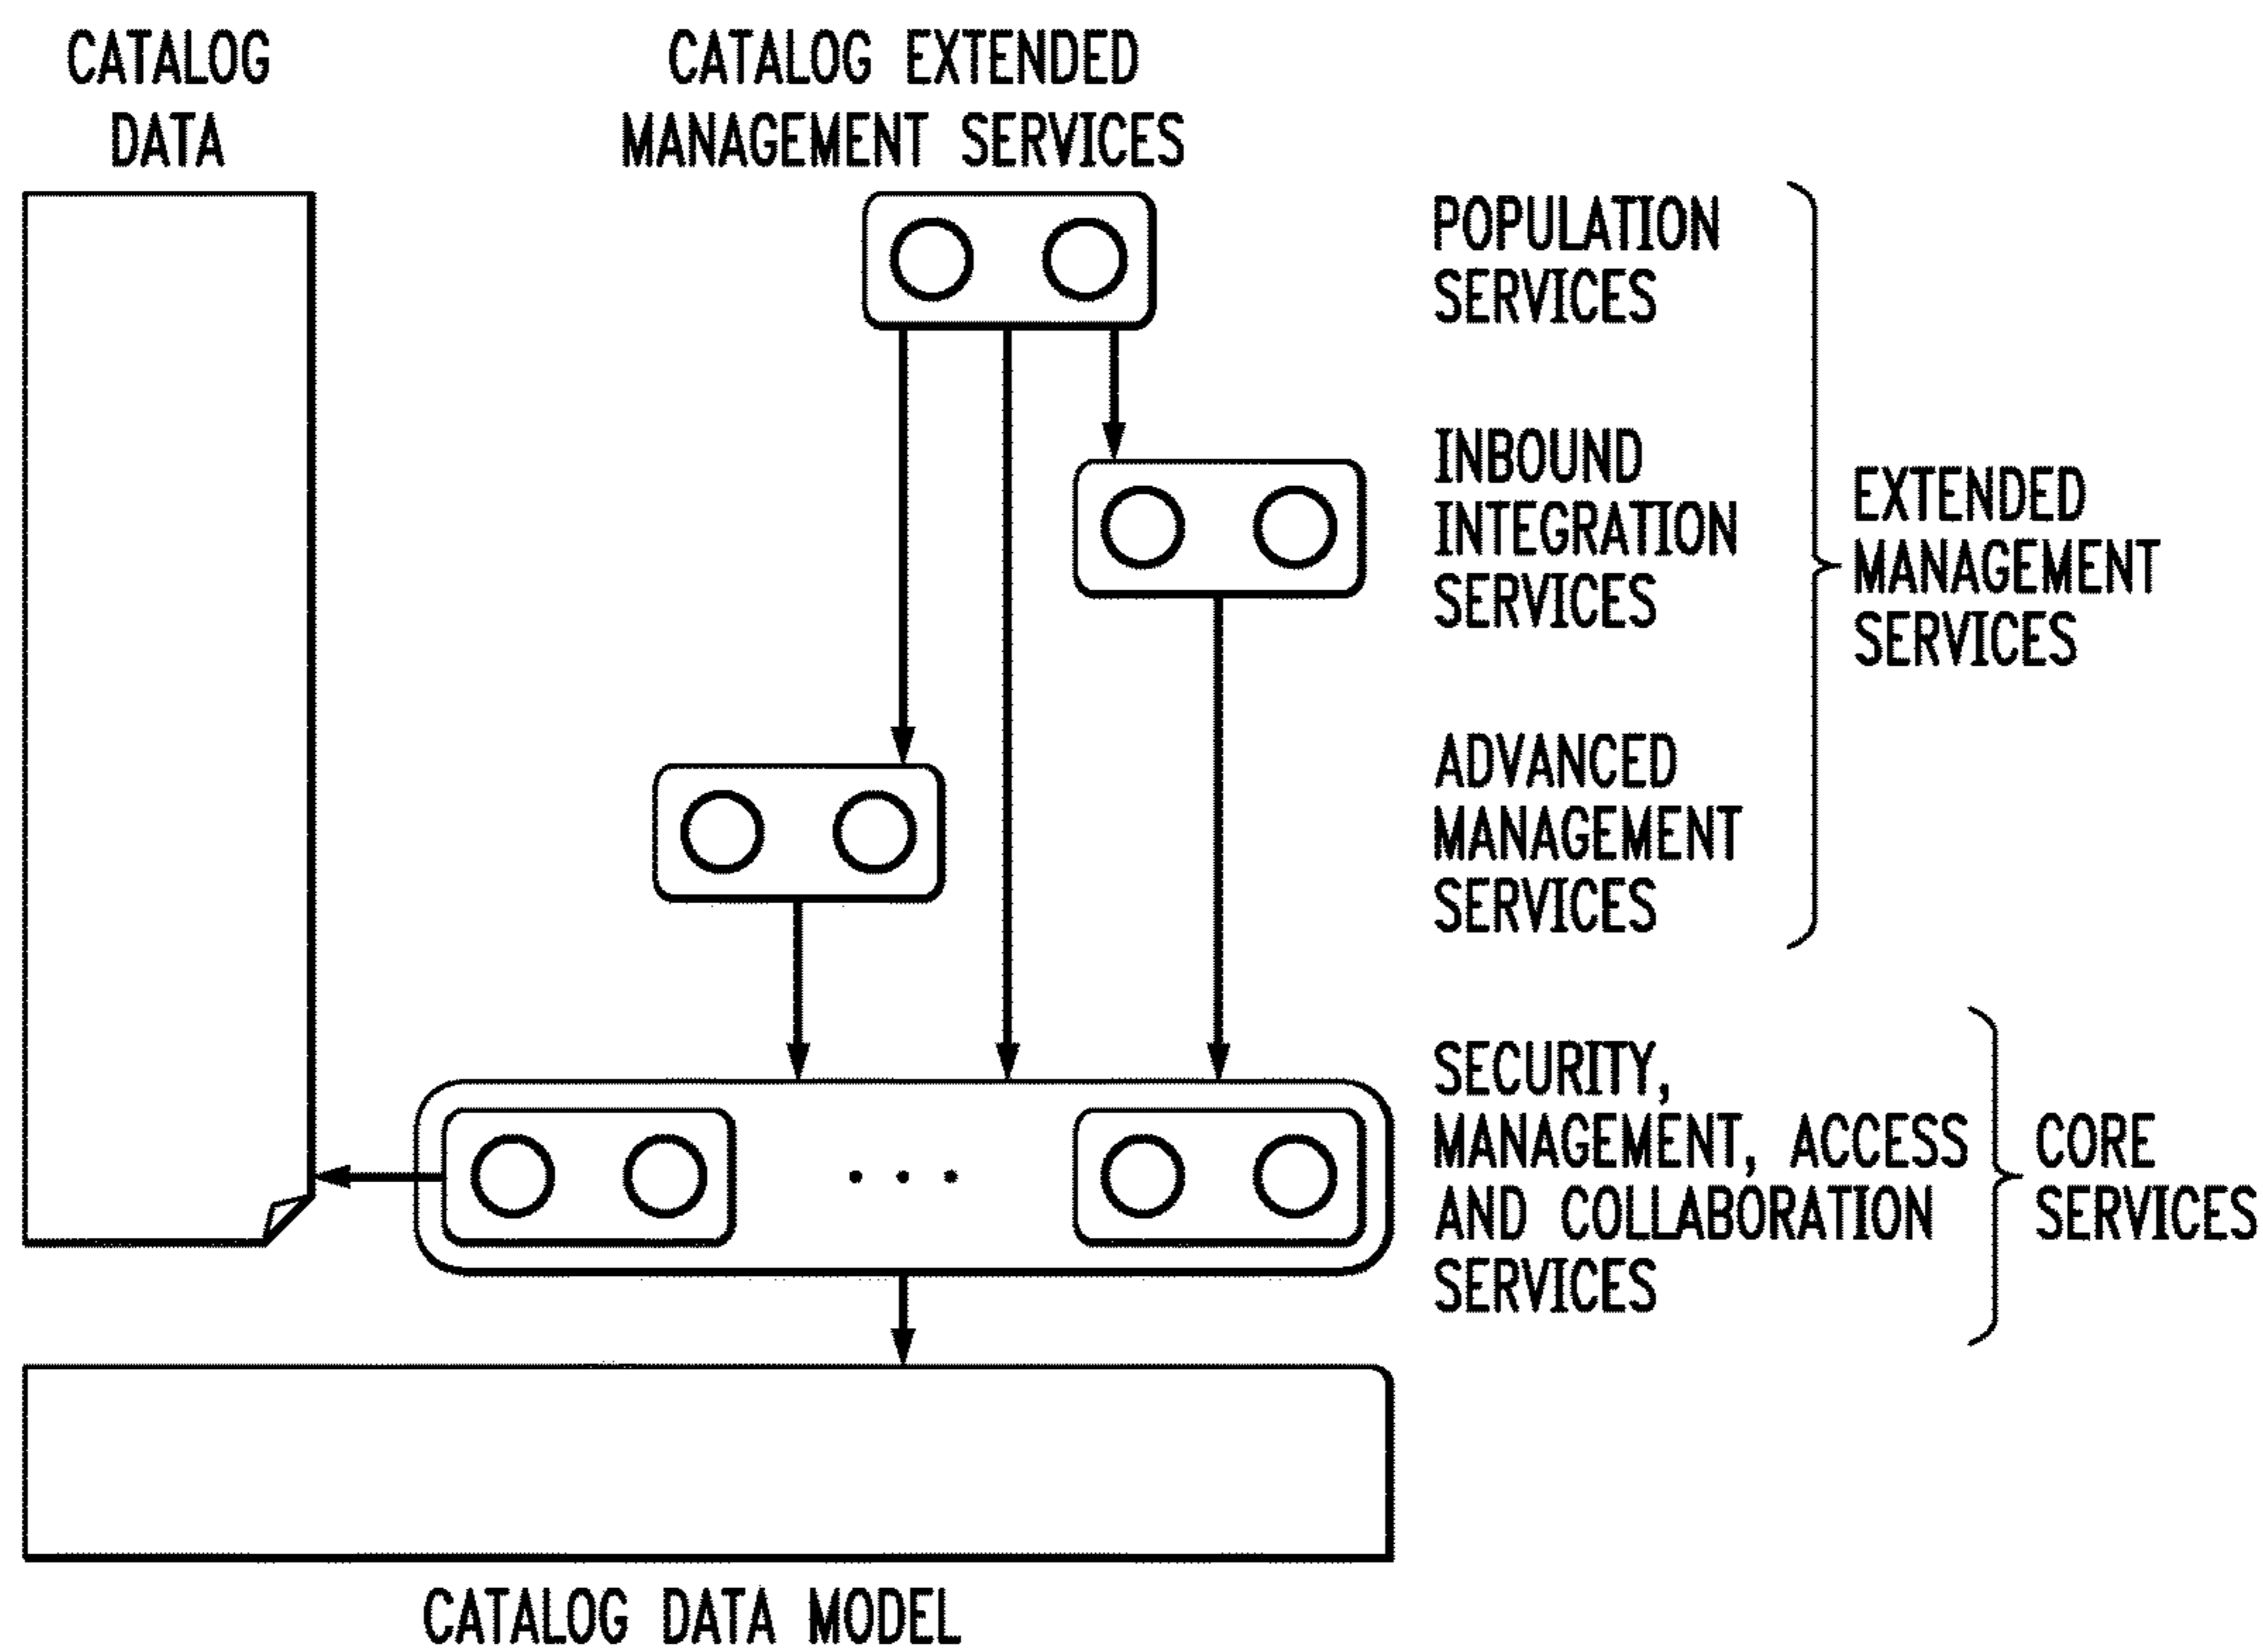 CATALOG
DATA
CATALOG EXTENDED
MANAGEMENT SERVICES
POPULATION
SERVICES
INBOUND
INTEGRATION
SERVICES
EXTENDED
MANAGEMENT
SERVICES
ADVANCED
MANAGEMENT
SERVICES
SECURITY,
MANAGEMENT, ACCESS
AND COLLABORATION
SERVICES
CORE
SERVICES
CATALOG DATA MODEL